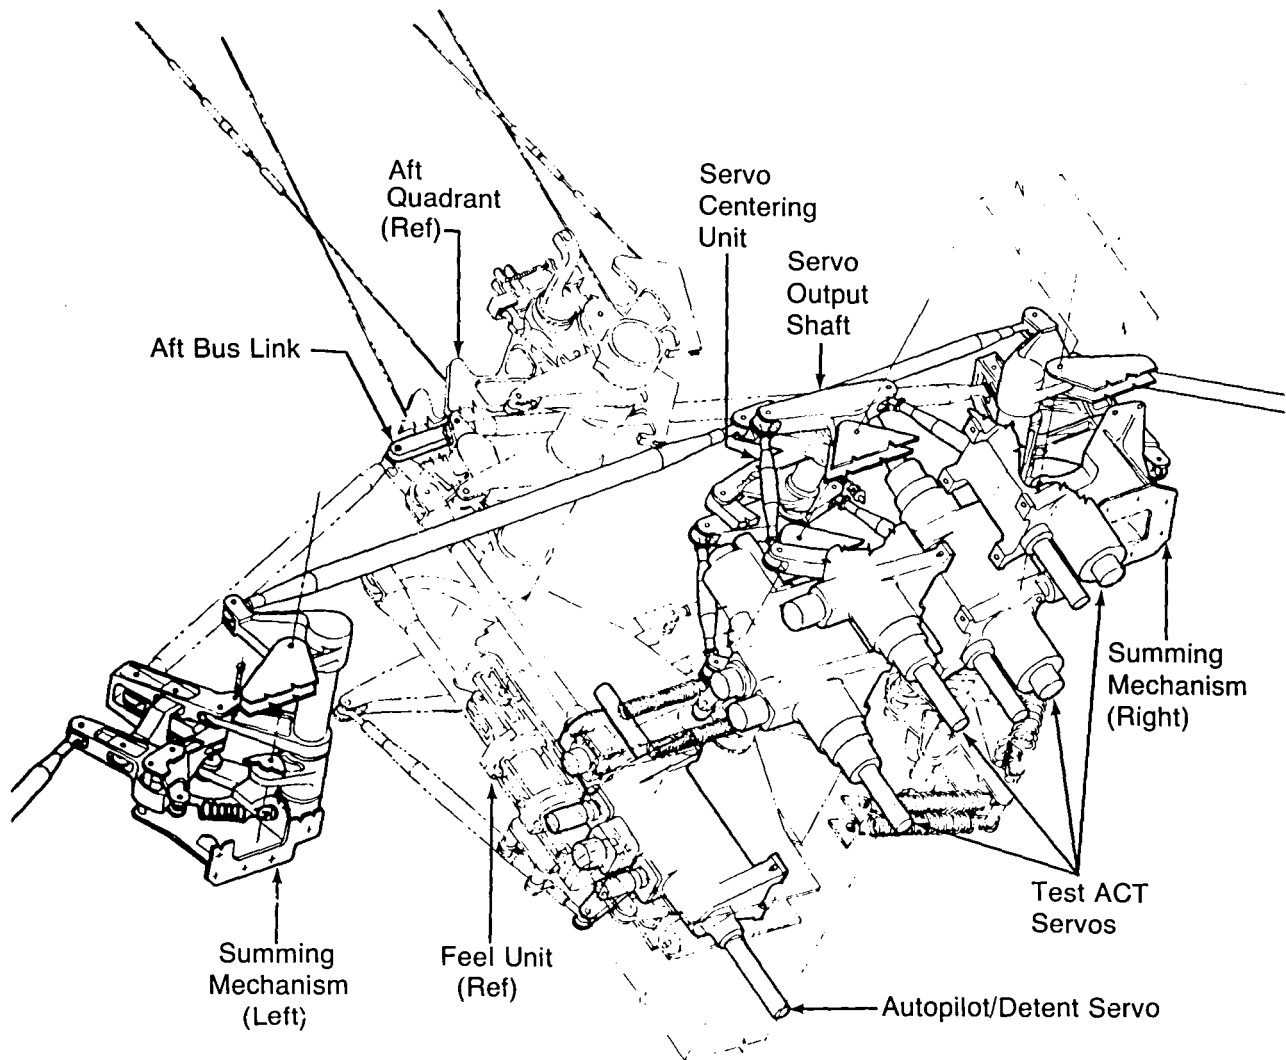 Aft
Quadrant
(Ref)
Servo
Centering
Unit
Servo
Output
Shaft
Aft Bus Link
Summing
Mechanism
(Right)
Test ACT
Servos
Summing
Mechanism
(Left)
Feel Unit
(Ref)
Autopilot/Detent Servo